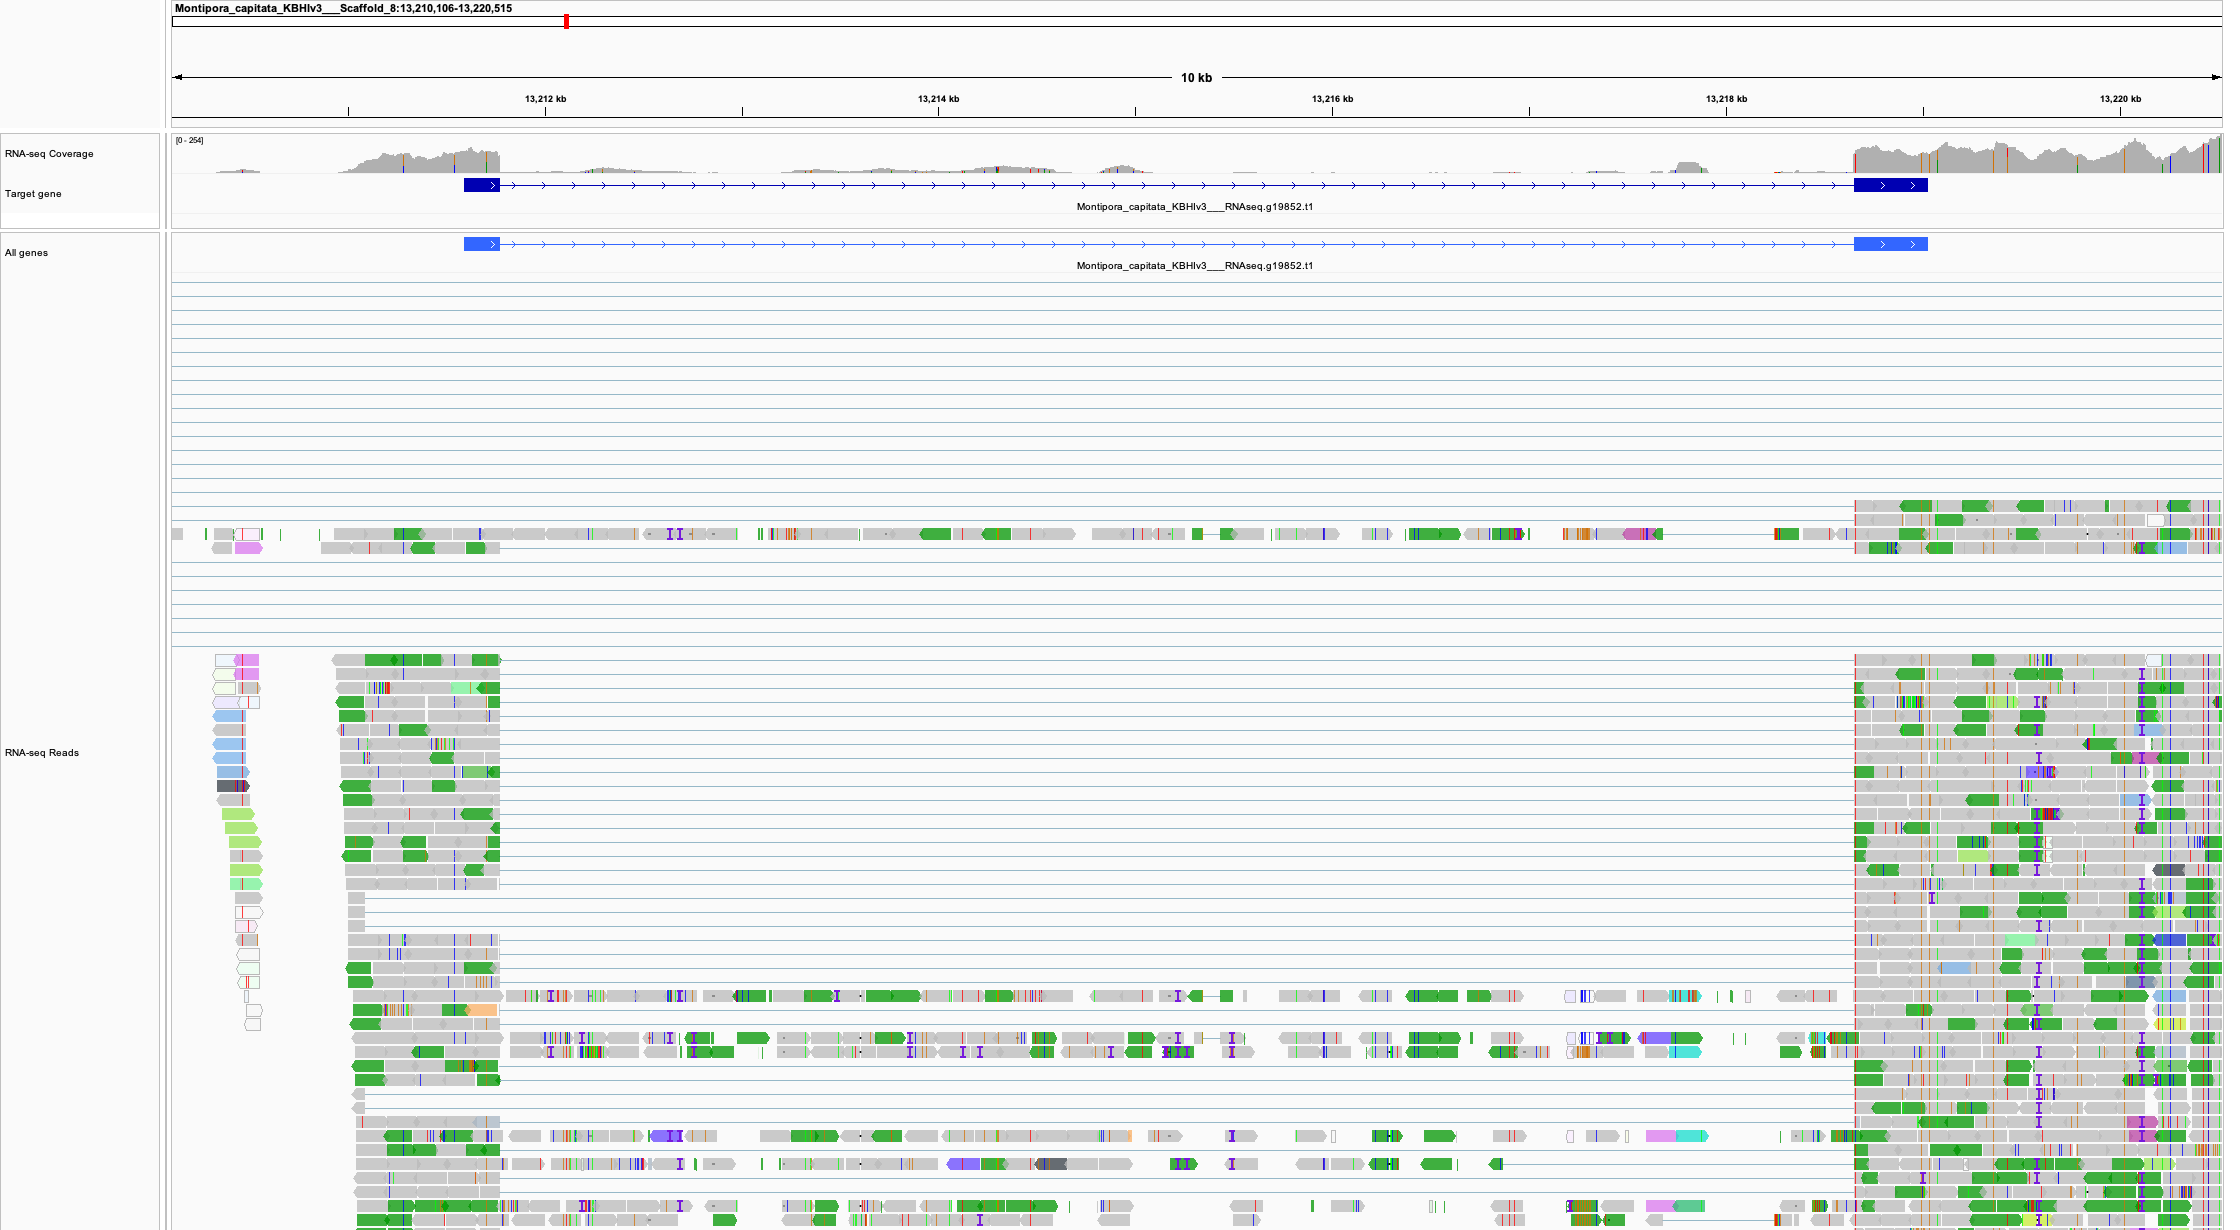 Montipora_capitata_KBHIv3___Scaffold_8:13,210,106-13,220,515
10 kb
13,212 kb
13,214 kb
13,216 kb
13,218 kb
13,220 kb
[0 - 254]
RNA-seq Coverage
Target gene
Montipora_capitata_KBHIv3___RNAseq.g19852.t1
All genes
Montipora_capitata_KBHIv3___RNAseq.g19852.t1
RNA-seq Reads